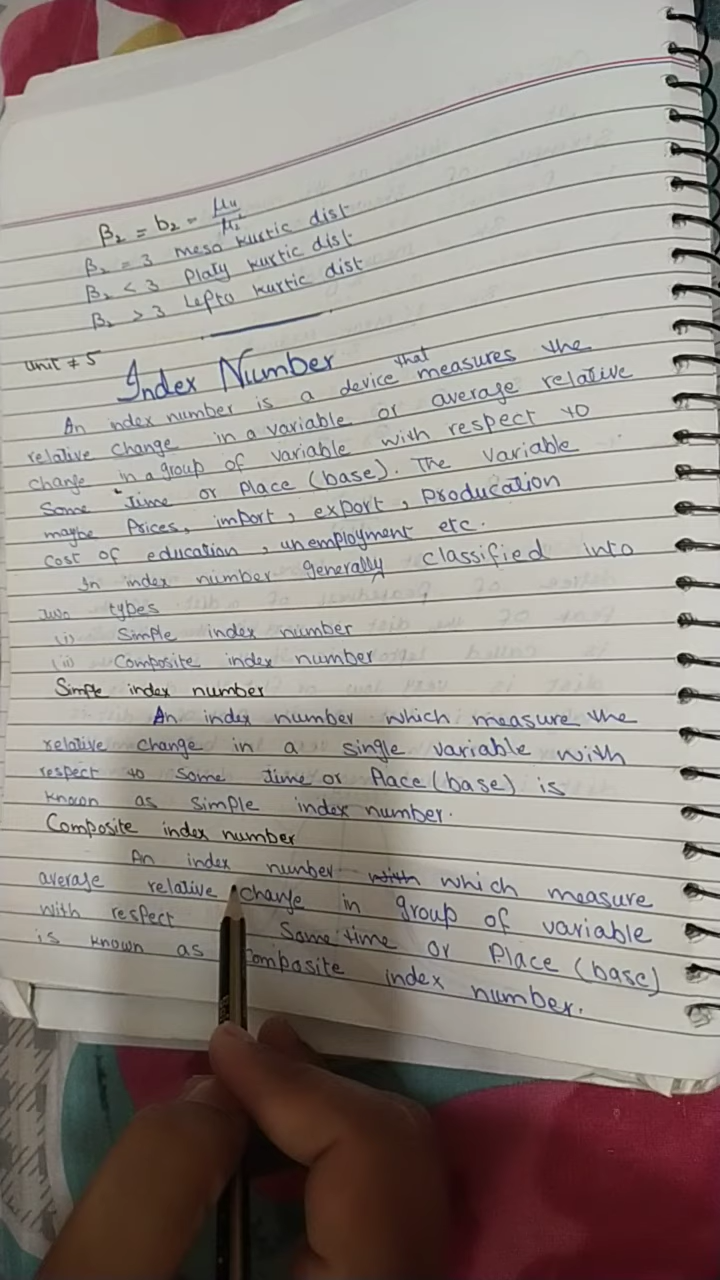 β₂ = b₂ = μ₄/μ₂²
β₂ = 3 Meso kurtic dist
β₂ < 3 Platy kurtic dist
β₂ > 3 Lepto kurtic dist
unit # 5
Index Number
An index number is a device that measures the
relative change in a variable or average relative
change in a group of variable with respect to
Some Time or Place (base). The variable
maybe Prices, import, export, Producation
cost of education, unemployment etc.
In index number generally classified into
two types
(i) Simple index number
(ii) Composite index number
Simple index number
An index number which measure the
relative change in a single variable with
respect to some time or Place (base) is
known as simple index number.
Composite index number
An index number with which measure
average relative change in group of variable
with respect Some time or Place (base)
is known as Composite index number.